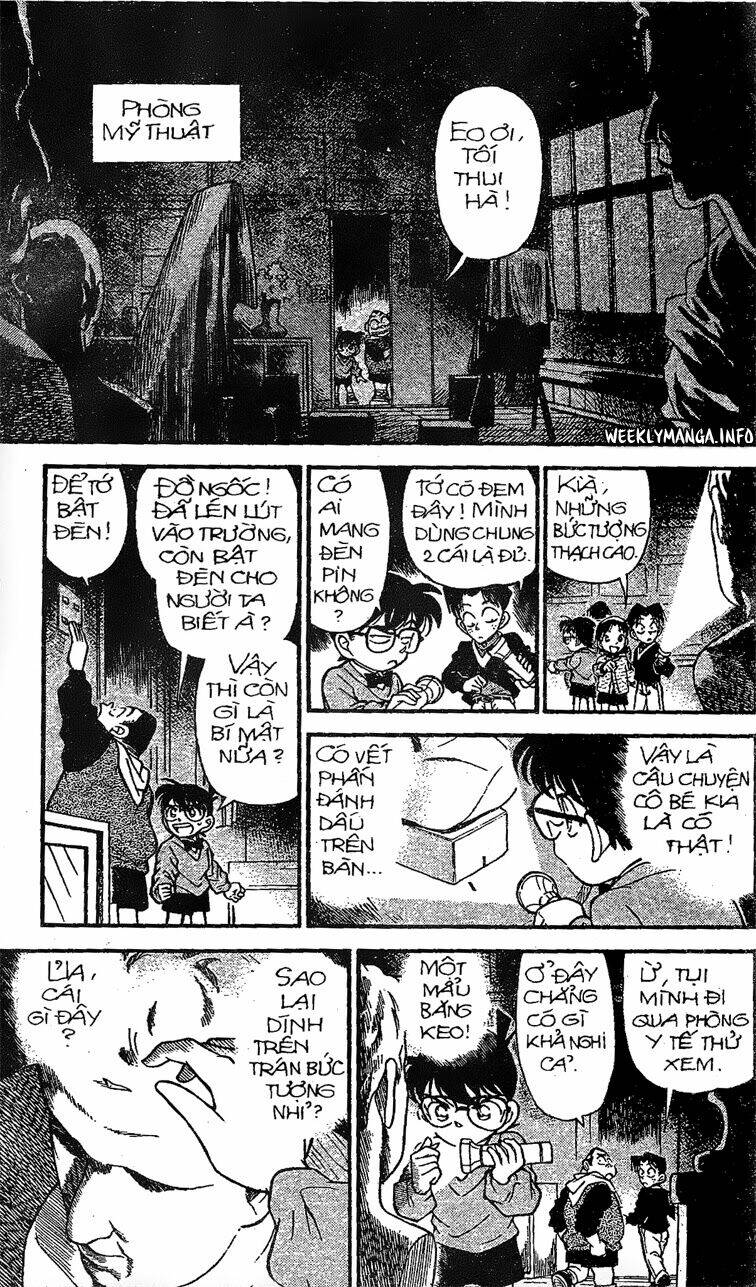 PHÒNG
MỸ THUẬT
EO ƠI,
TỐI
THUI
HÀ!
WEEKLYMANGA.INFO
ĐỂ TỚ
BẬT
ĐÈN!
ĐỒ NGỐC!
ĐÃ LÉN LÚT
VÀO TRƯỜNG,
CÒN BẬT
ĐÈN CHO
NGƯỜI TA
BIẾT À?
VẬY
THÌ CÒN
GÌ LÀ
BÍ MẬT
NỮA?
CÓ
AI
MANG
ĐÈN
PIN
KHÔNG
?
TỚ CÓ ĐEM
ĐÂY! MÌNH
DÙNG CHUNG
2 CÁI LÀ ĐỦ.
KIÀ,
NHỮNG
BỨC TƯỢNG
THẠCH CAO.
CÓ VẾT
PHẤN
ĐÁNH
DẤU
TRÊN
BÀN...
VẬY LÀ
CÂU CHUYỆN
CÔ BÉ KIA
LÀ CÓ
THẬT!
ỦA,
CÁI
GÌ ĐÂY
?
SAO
LẠI
DÍNH
TRÊN
TRÁN BỨC
TƯỢNG
NHỈ?
MỘT
MẨU
BĂNG
KEO!
Ở ĐÂY
CHẲNG
CÓ GÌ
KHẢ NGHI
CẢ.
Ừ, TỤI
MÌNH ĐI
QUA PHÒNG
Y TẾ THỬ
XEM.